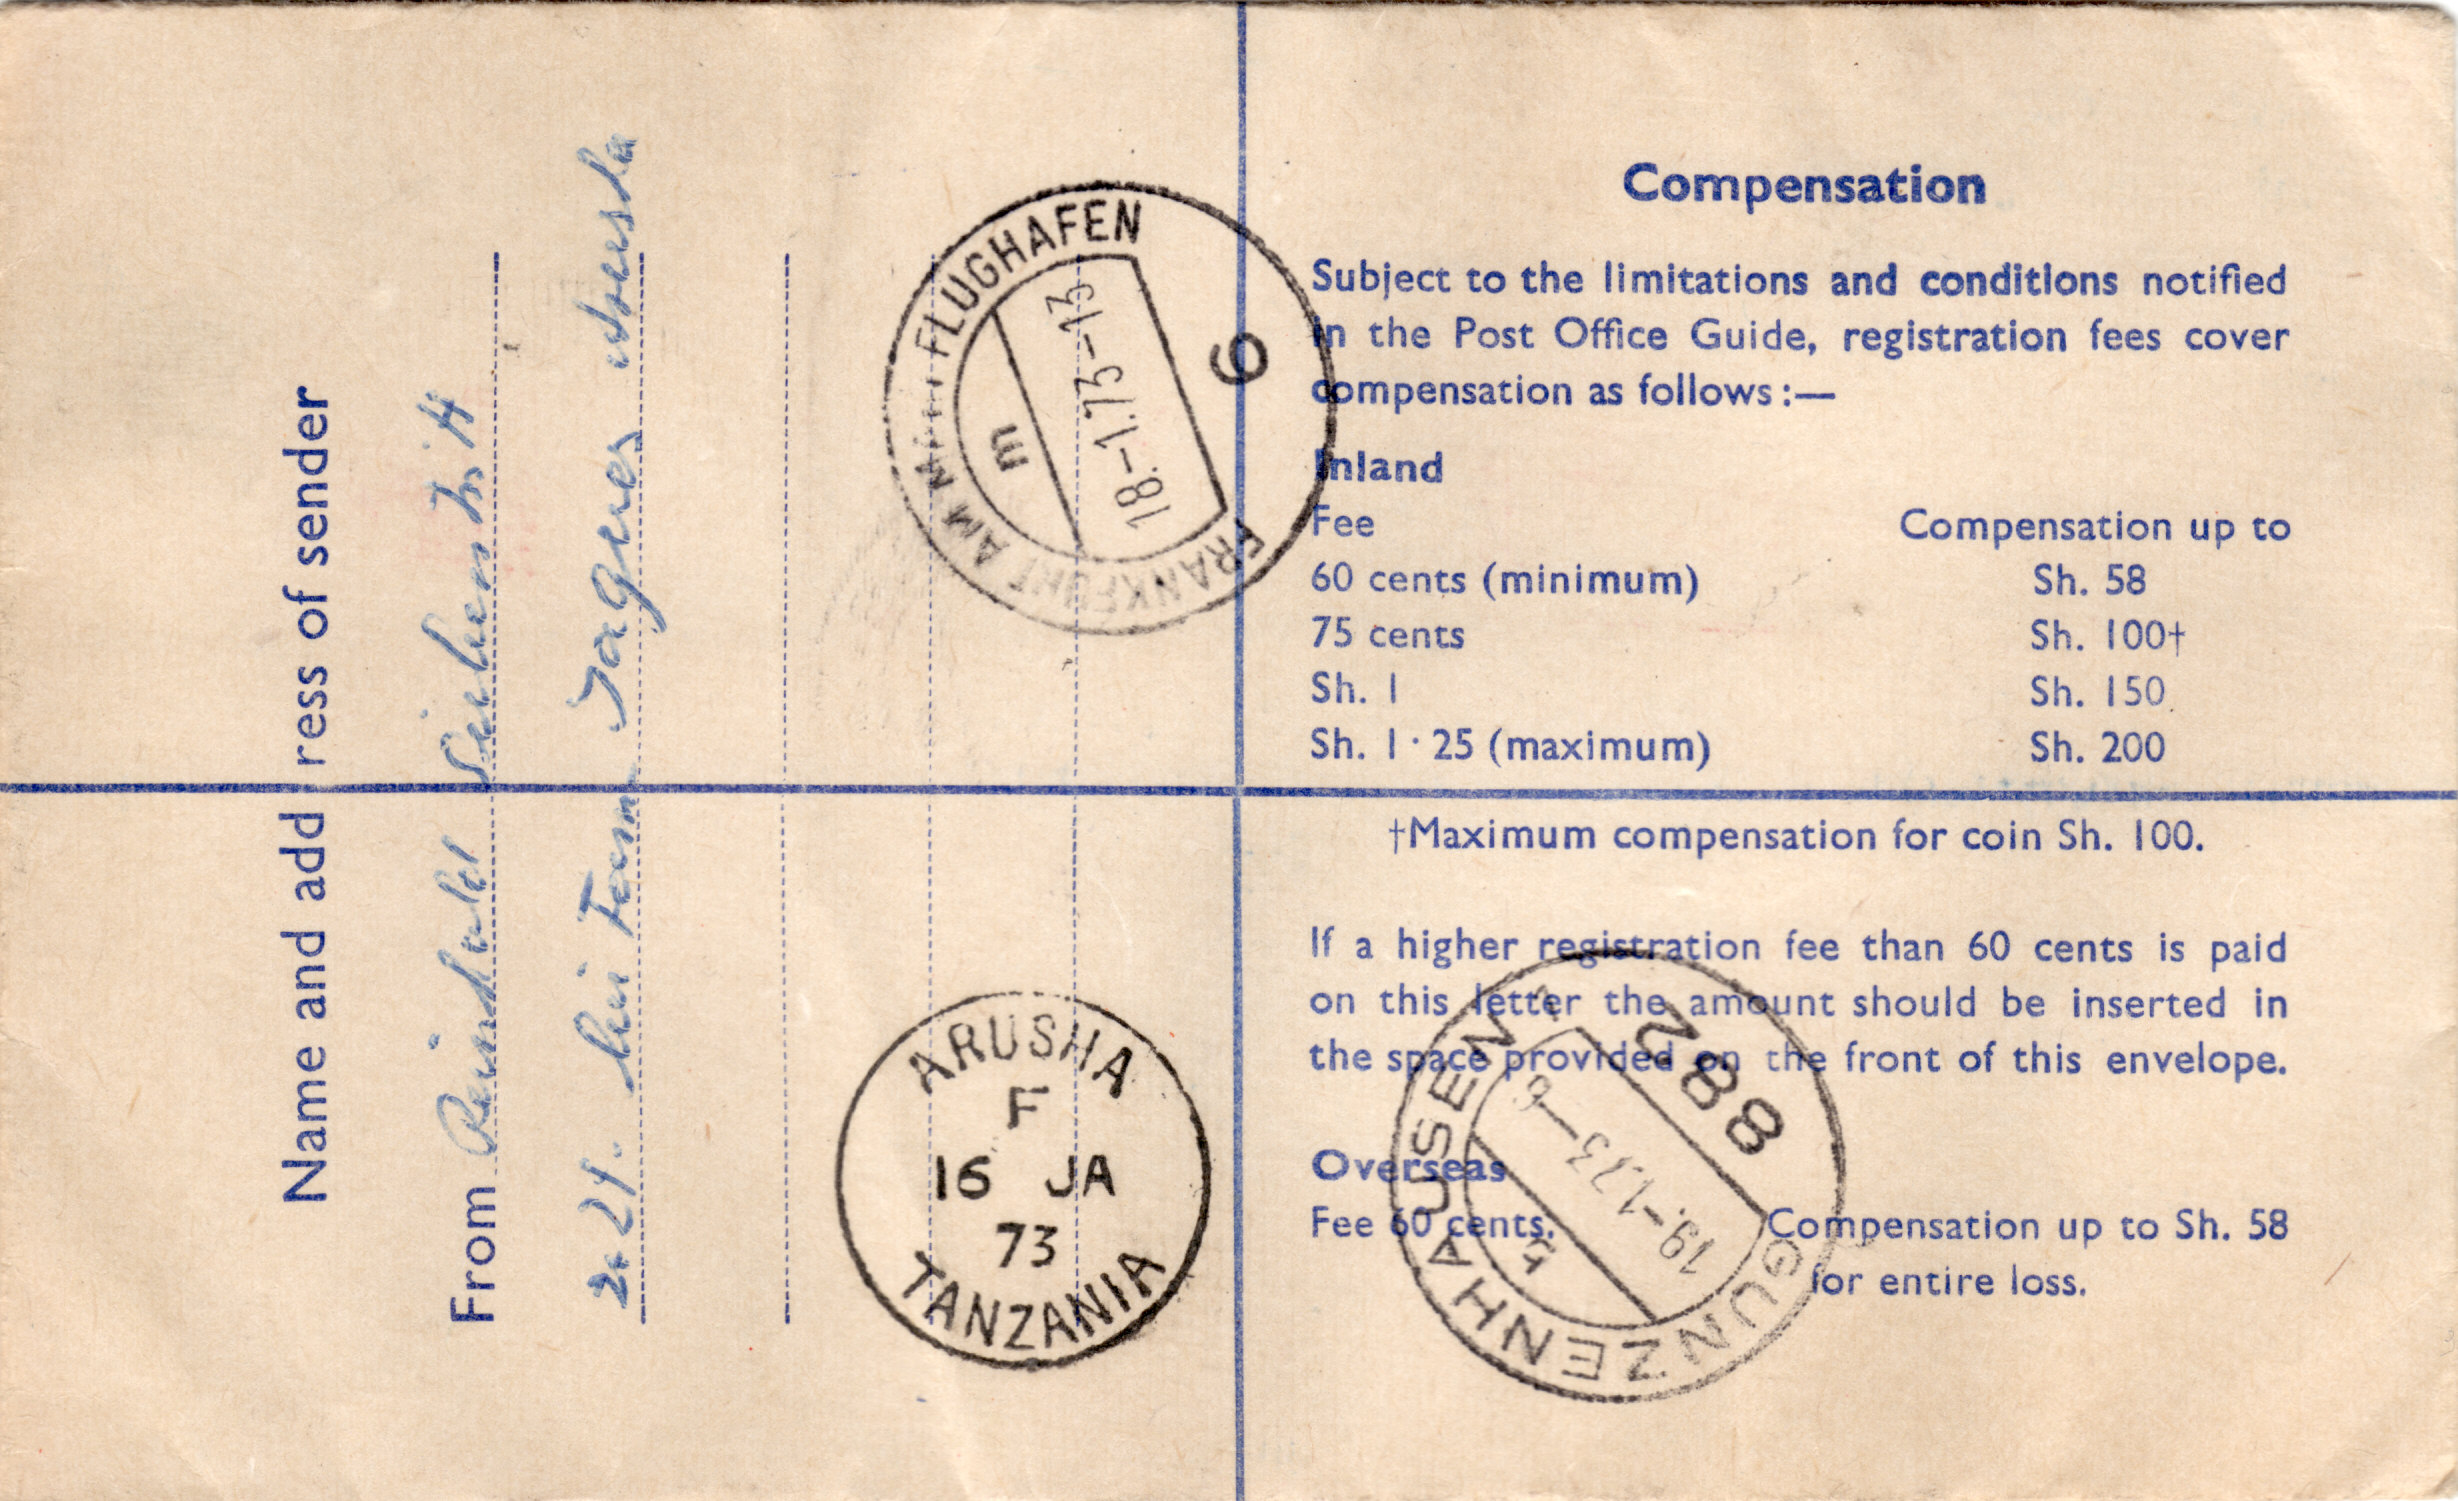 Name and address of sender
From Reinhold
FRANKFURT AM MAIN FLUGHAFEN
6
18.-1.73-13
m
ARUSHA
F
16 JA
73
TANZANIA
Compensation
Subject to the limitations and conditions notified
in the Post Office Guide, registration fees cover
compensation as follows:—
Inland
Fee Compensation up to
60 cents (minimum) Sh. 58
75 cents Sh. 100†
Sh. 1 Sh. 150
Sh. 1·25 (maximum) Sh. 200
†Maximum compensation for coin Sh. 100.
If a higher registration fee than 60 cents is paid
on this letter the amount should be inserted in
the space provided on the front of this envelope.
Overseas
Fee 60 cents. Compensation up to Sh. 58
for entire loss.
882
GUNZENHAUSEN
19.-1.73-9